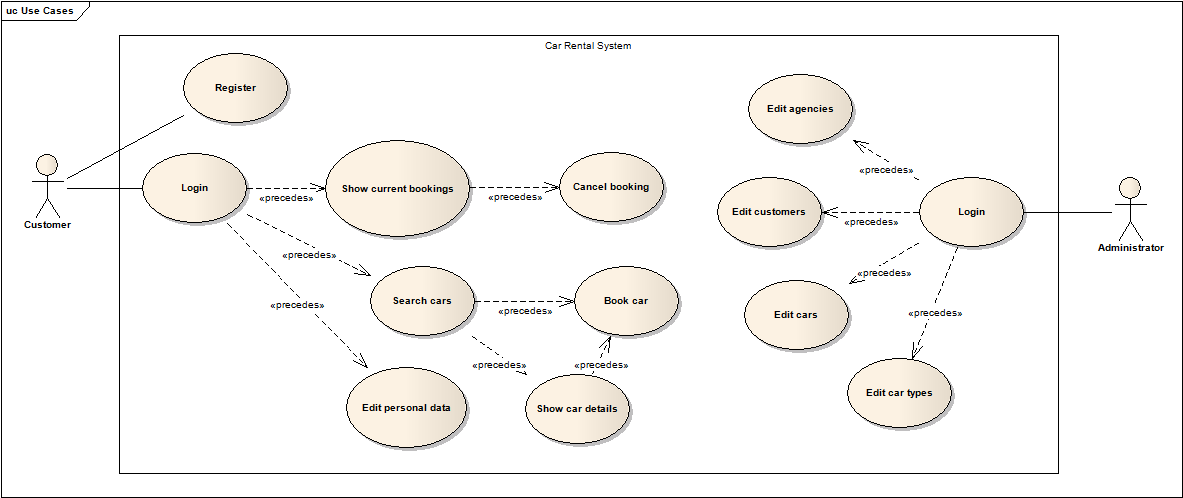 uc Use Cases
Car Rental System
Register
Edit agencies
«precedes»
Login
Show current bookings
Cancel booking
«precedes»
«precedes»
Customer
Edit customers
Login
«precedes»
Administrator
«precedes»
«precedes»
Search cars
Book car
«precedes»
«precedes»
Edit cars
«precedes»
«precedes»
«precedes»
Edit personal data
Show car details
Edit car types